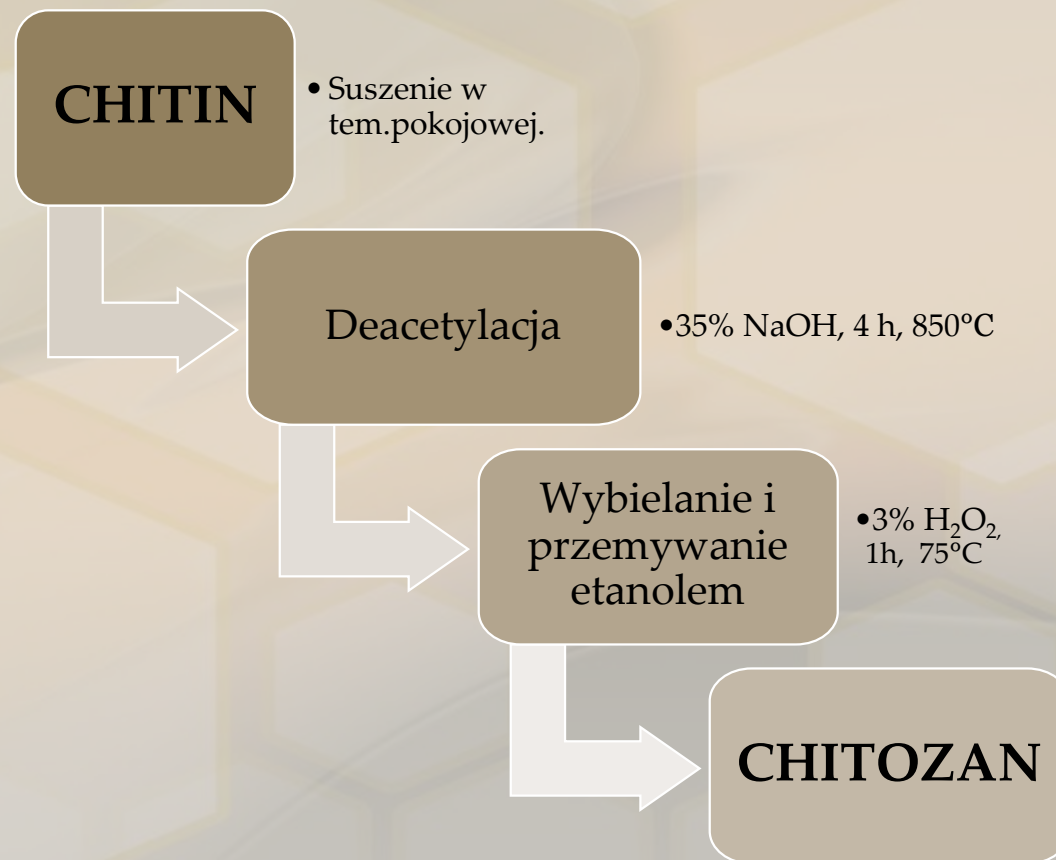 CHITIN
• Suszenie w
tem.pokojowej.
Deacetylacja
•35% NaOH, 4 h, 850°C
Wybielanie i
przemywanie
etanolem
•3% H₂O₂,
1h, 75°C
CHITOZAN